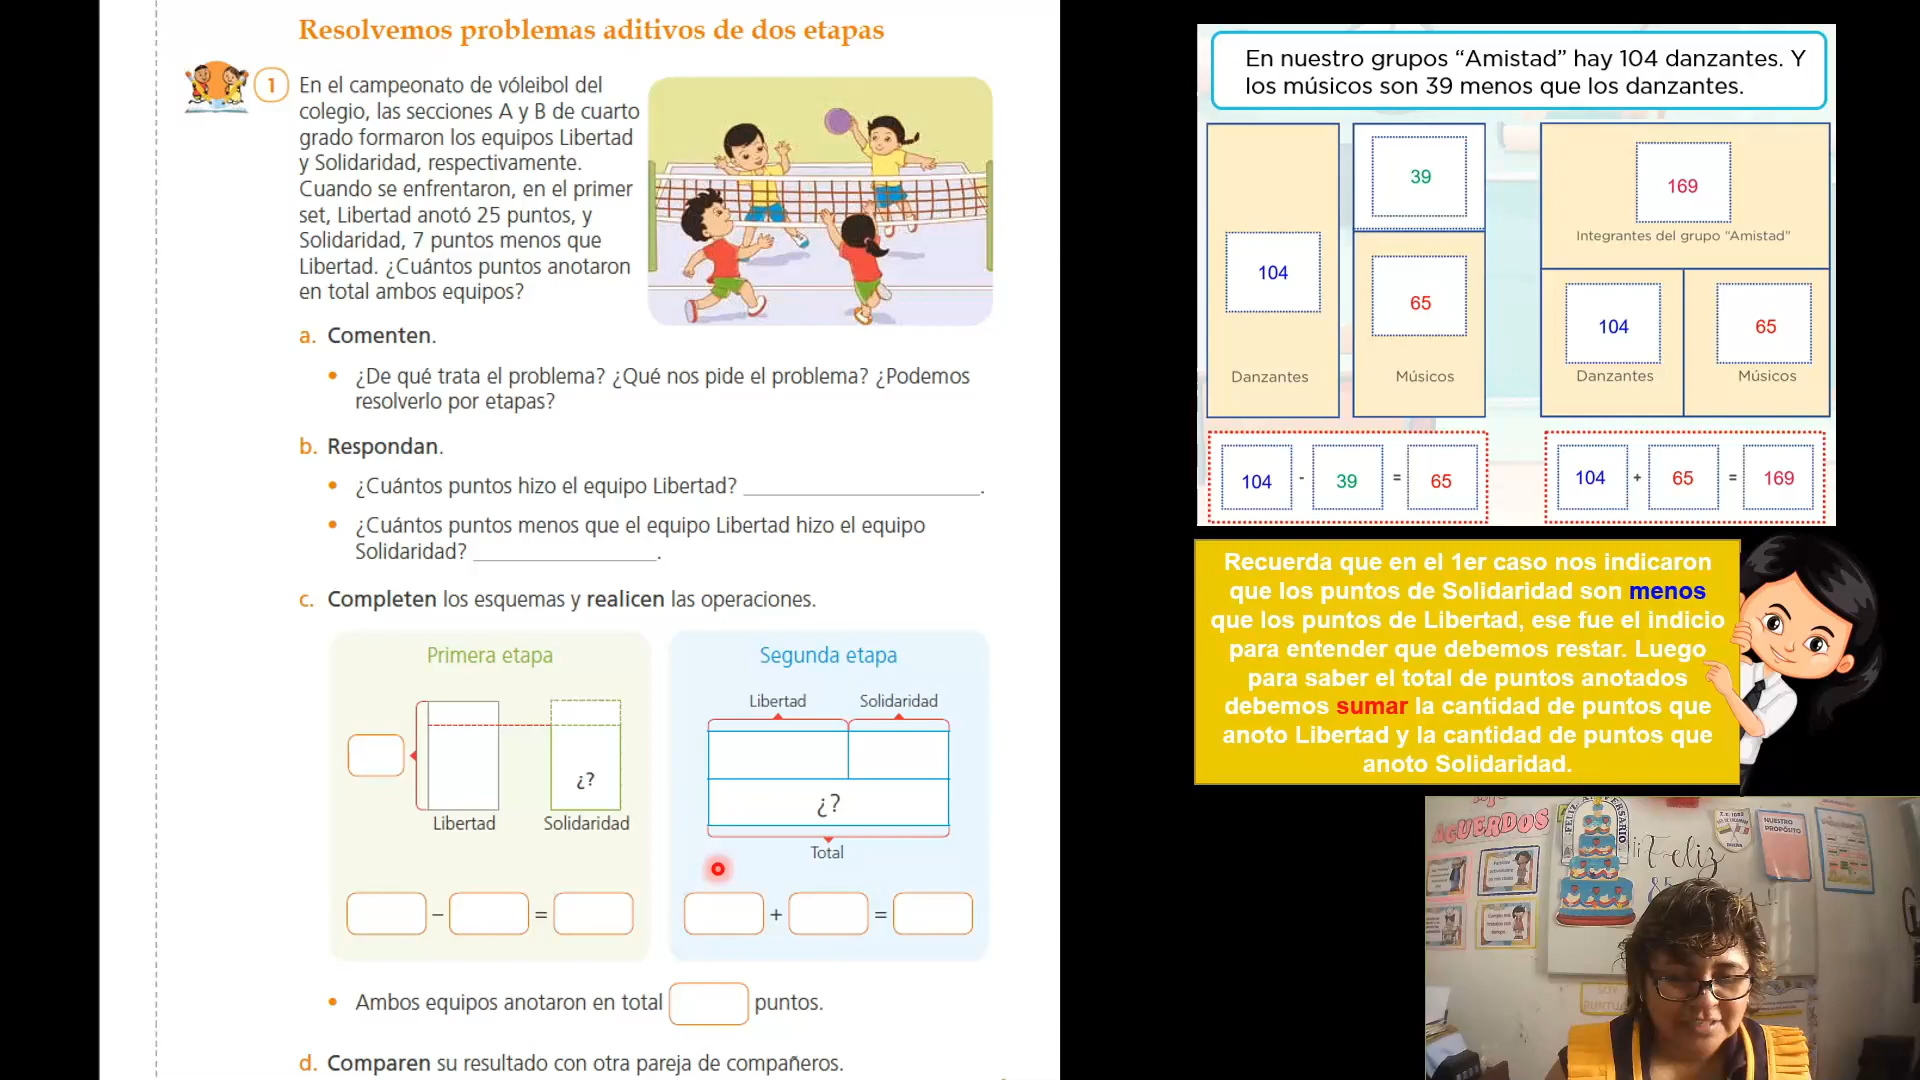 Resolvemos problemas aditivos de dos etapas
1
En el campeonato de vóleibol del
colegio, las secciones A y B de cuarto
grado formaron los equipos Libertad
y Solidaridad, respectivamente.
Cuando se enfrentaron, en el primer
set, Libertad anotó 25 puntos, y
Solidaridad, 7 puntos menos que
Libertad. ¿Cuántos puntos anotaron
en total ambos equipos?
a. Comenten.
• ¿De qué trata el problema? ¿Qué nos pide el problema? ¿Podemos
resolverlo por etapas?
b. Respondan.
• ¿Cuántos puntos hizo el equipo Libertad? ____________________.
• ¿Cuántos puntos menos que el equipo Libertad hizo el equipo
Solidaridad? ________________.
c. Completen los esquemas y realicen las operaciones.
Primera etapa
¿?
Libertad Solidaridad
− =
Segunda etapa
Libertad Solidaridad
¿?
Total
+ =
• Ambos equipos anotaron en total puntos.
d. Comparen su resultado con otra pareja de compañeros.
En nuestro grupos “Amistad” hay 104 danzantes. Y
los músicos son 39 menos que los danzantes.
104
Danzantes
39
65
Músicos
169
Integrantes del grupo “Amistad”
104
Danzantes
65
Músicos
104 - 39 = 65
104 + 65 = 169
Recuerda que en el 1er caso nos indicaron
que los puntos de Solidaridad son menos
que los puntos de Libertad, ese fue el indicio
para entender que debemos restar. Luego
para saber el total de puntos anotados
debemos sumar la cantidad de puntos que
anoto Libertad y la cantidad de puntos que
anoto Solidaridad.
ACUERDOS
FELIZ ANIVERSARIO
Feliz
NUESTRO
PROPÓSITO